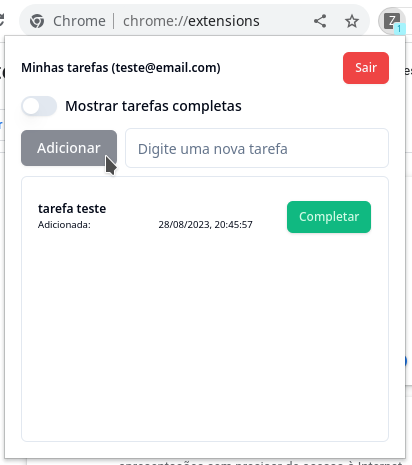 Chrome | chrome://extensions
Z
1
Minhas tarefas (teste@email.com)
Sair
Mostrar tarefas completas
Adicionar
Digite uma nova tarefa
tarefa teste
Adicionada: 28/08/2023, 20:45:57
Completar